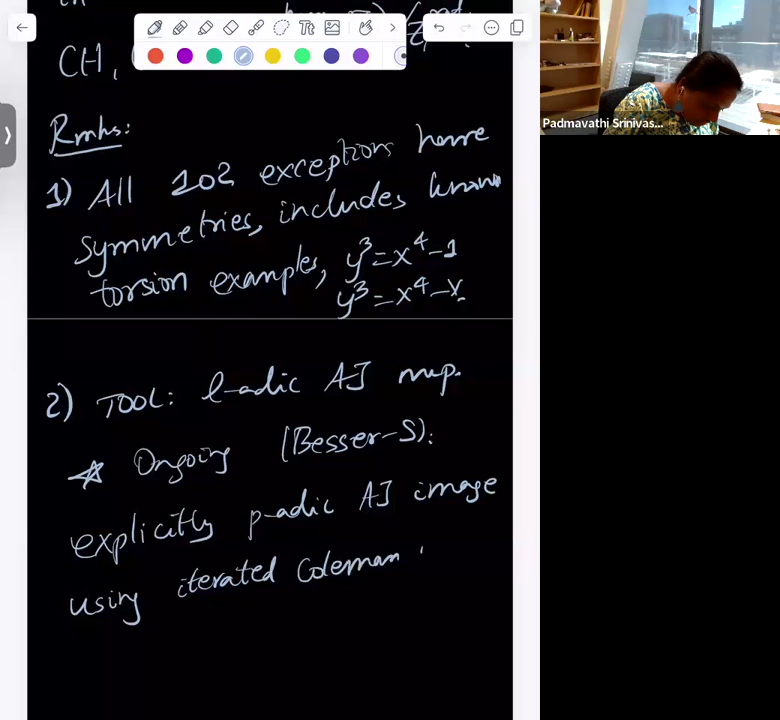 in
CH,
Rmks:
1) All 102 exceptions have
symmetries, includes known
torsion examples, y³=x⁴-1
y³=x⁴-x.
2) TOOL: l-adic AJ map.
Ongoing (Besser-S):
explicitly p-adic AJ image
using iterated Coleman
Padmavathi Srinivas...